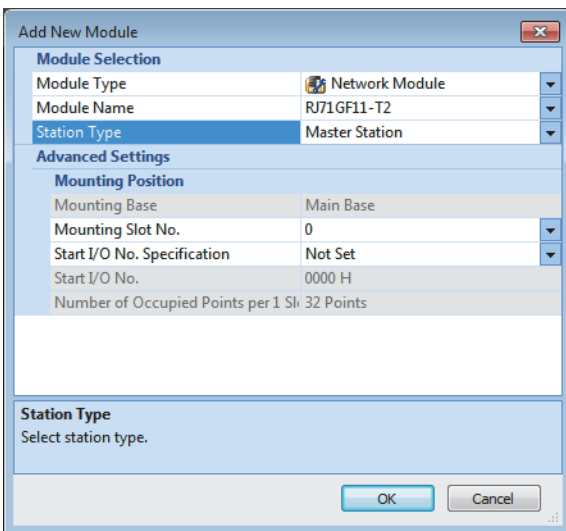 Add New Module
Module Selection
Module Type Network Module
Module Name RJ71GF11-T2
Station Type Master Station
Advanced Settings
Mounting Position
Mounting Base Main Base
Mounting Slot No. 0
Start I/O No. Specification Not Set
Start I/O No. 0000 H
Number of Occupied Points per 1 Sl 32 Points
Station Type
Select station type.
OK Cancel